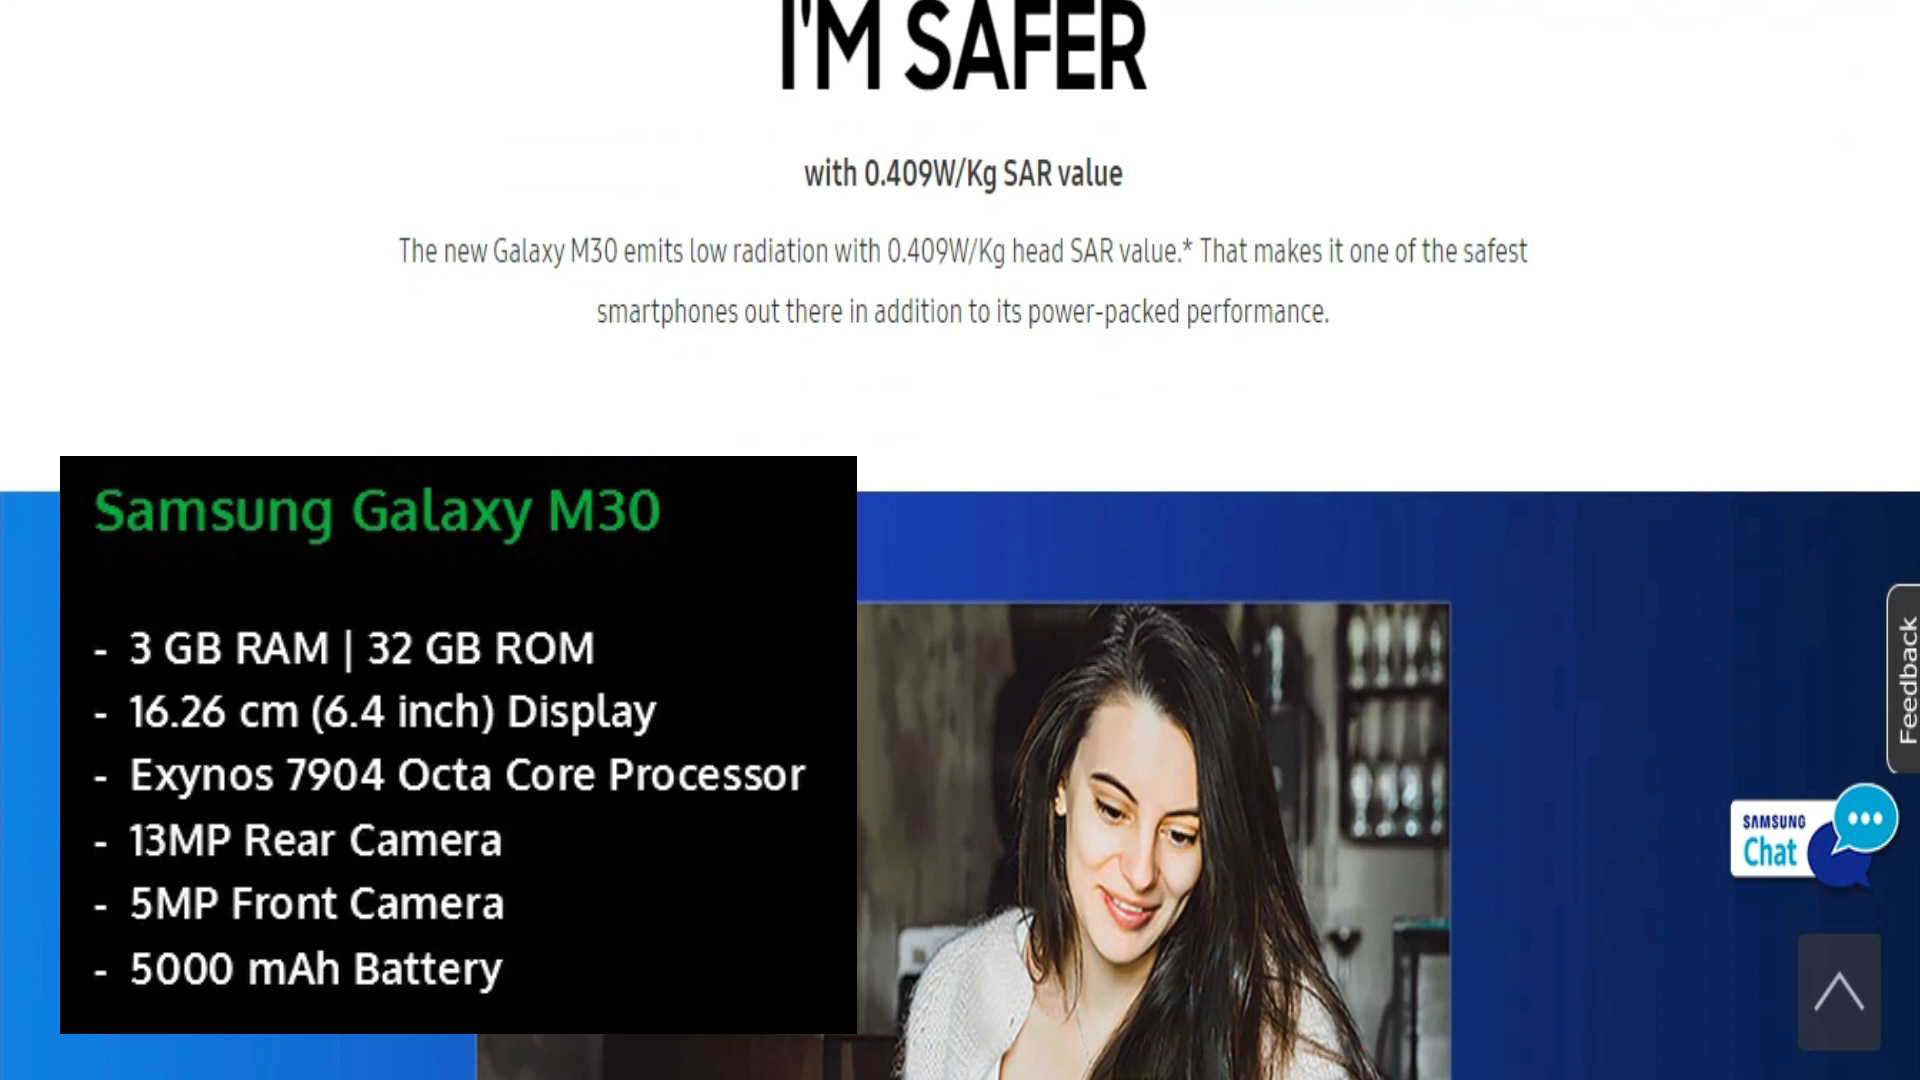 I'M SAFER
with 0.409W/Kg SAR value
The new Galaxy M30 emits low radiation with 0.409W/Kg head SAR value.* That makes it one of the safest
smartphones out there in addition to its power-packed performance.
Samsung Galaxy M30
- 3 GB RAM | 32 GB ROM
- 16.26 cm (6.4 inch) Display
- Exynos 7904 Octa Core Processor
- 13MP Rear Camera
- 5MP Front Camera
- 5000 mAh Battery
Feedback
SAMSUNG
Chat